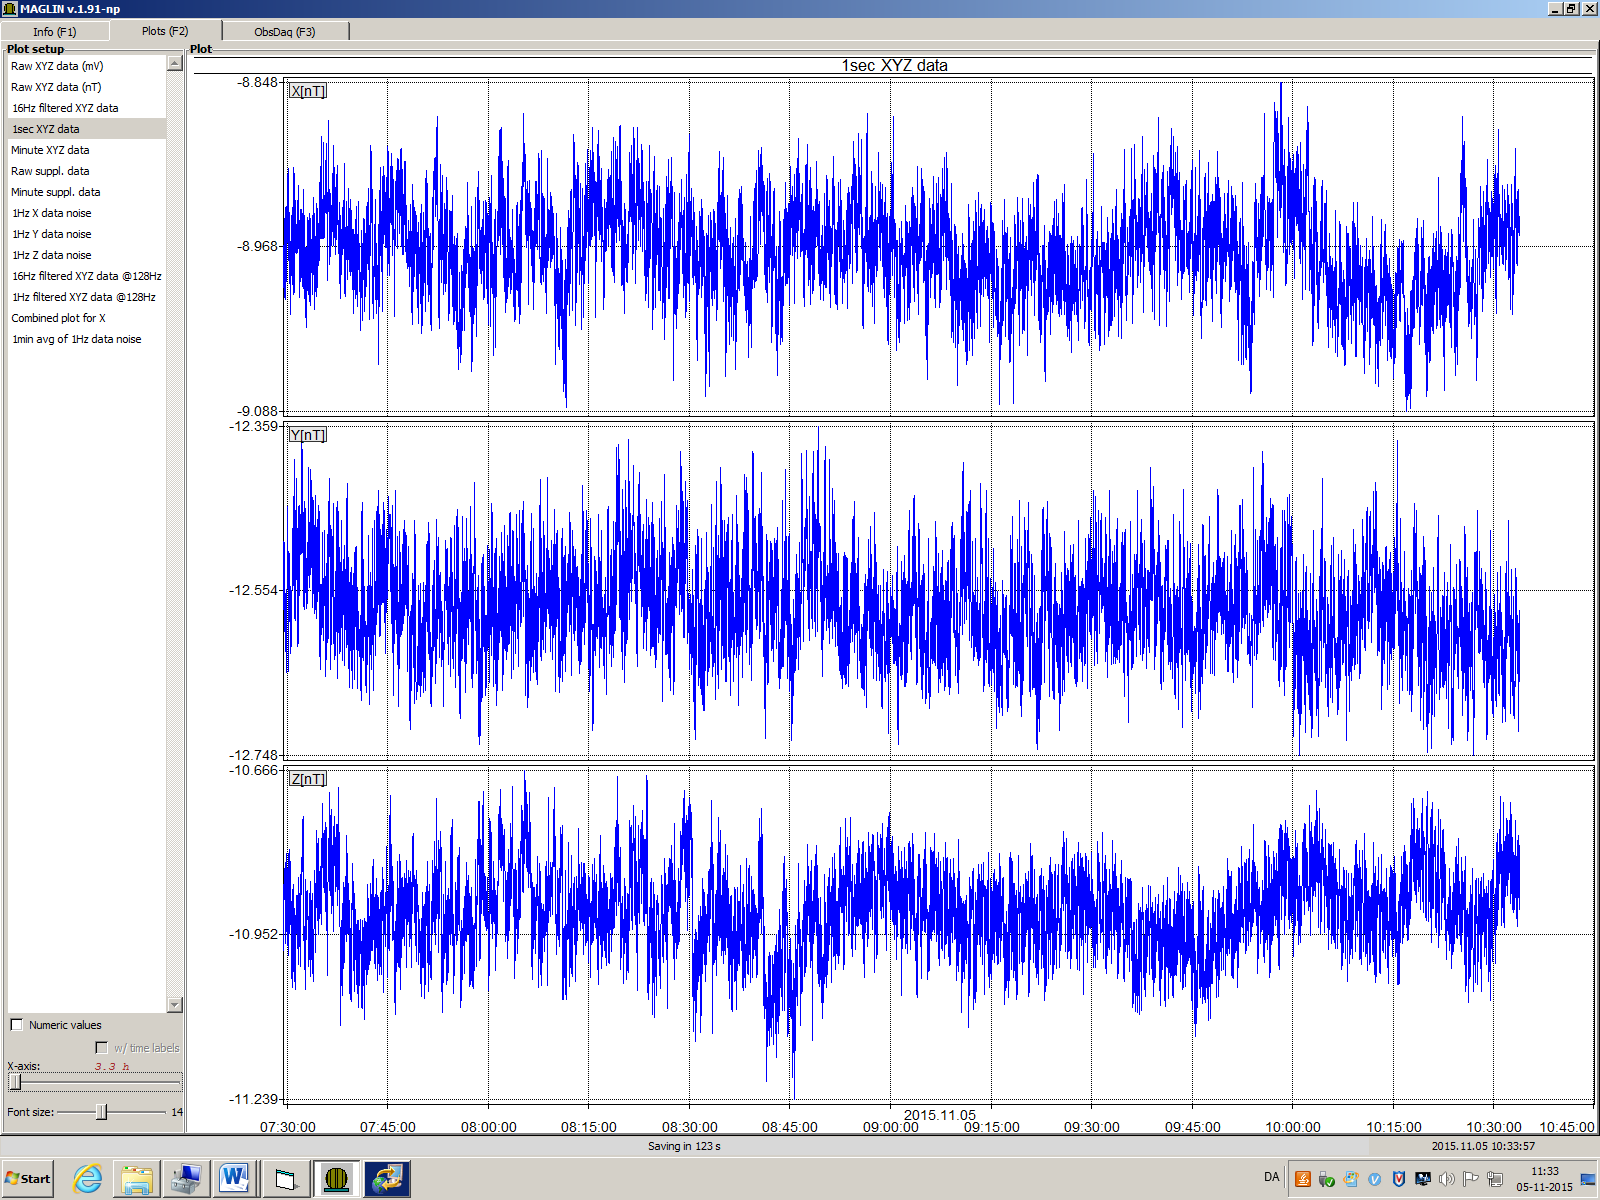 MAGLIN v.1.91-np
Info (F1)
Plots (F2)
ObsDaq (F3)
Plot setup
Raw XYZ data (mV)
Raw XYZ data (nT)
16Hz filtered XYZ data
1sec XYZ data
Minute XYZ data
Raw suppl. data
Minute suppl. data
1Hz X data noise
1Hz Y data noise
1Hz Z data noise
16Hz filtered XYZ data @128Hz
1Hz filtered XYZ data @128Hz
Combined plot for X
1min avg of 1Hz data noise
Numeric values
w/ time labels
X-axis: 3.3 h
Font size: 14
Plot
1sec XYZ data
X[nT]
-8.848
-8.968
-9.088
Y[nT]
-12.359
-12.554
-12.748
Z[nT]
-10.666
-10.952
-11.239
2015.11.05
07:30:00 07:45:00 08:00:00 08:15:00 08:30:00 08:45:00 09:00:00 09:15:00 09:30:00 09:45:00 10:00:00 10:15:00 10:30:00 10:45:00
Saving in 123 s
2015.11.05 10:33:57
Start
DA
11:33
05-11-2015